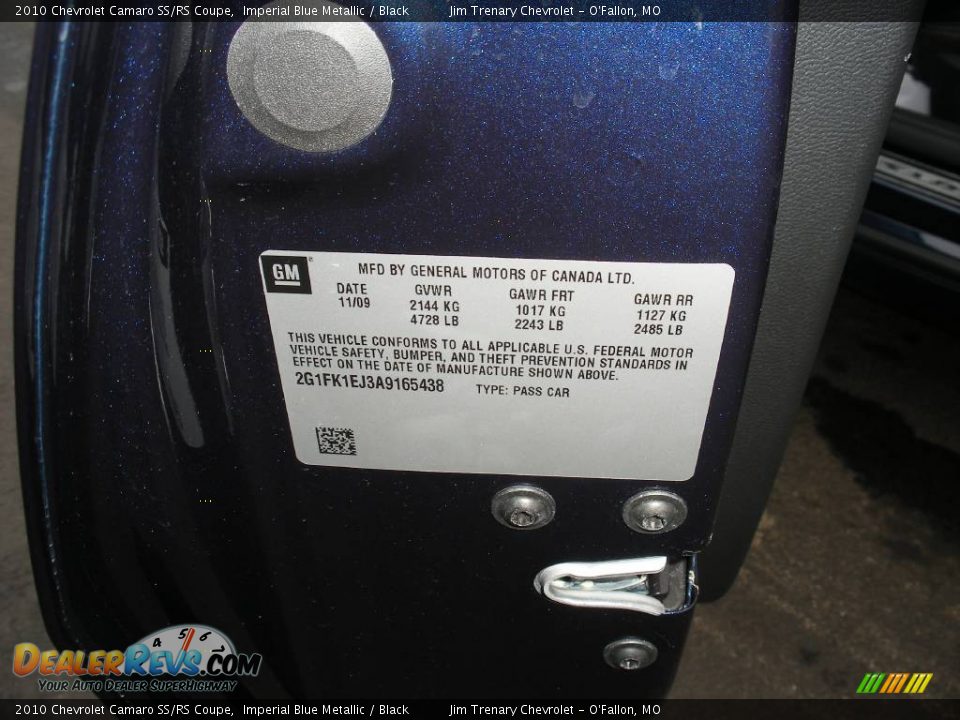 2010 Chevrolet Camaro SS/RS Coupe, Imperial Blue Metallic / Black Jim Trenary Chevrolet - O'Fallon, MO
GM
MFD BY GENERAL MOTORS OF CANADA LTD.
DATE GVWR GAWR FRT GAWR RR
11/09 2144 KG 1017 KG 1127 KG
4728 LB 2243 LB 2485 LB
THIS VEHICLE CONFORMS TO ALL APPLICABLE U.S. FEDERAL MOTOR
VEHICLE SAFETY, BUMPER, AND THEFT PREVENTION STANDARDS IN
EFFECT ON THE DATE OF MANUFACTURE SHOWN ABOVE.
2G1FK1EJ3A9165438 TYPE: PASS CAR
4 5 6
DEALERREVS.COM
YOUR AUTO DEALER SUPERHIGHWAY
2010 Chevrolet Camaro SS/RS Coupe, Imperial Blue Metallic / Black Jim Trenary Chevrolet - O'Fallon, MO